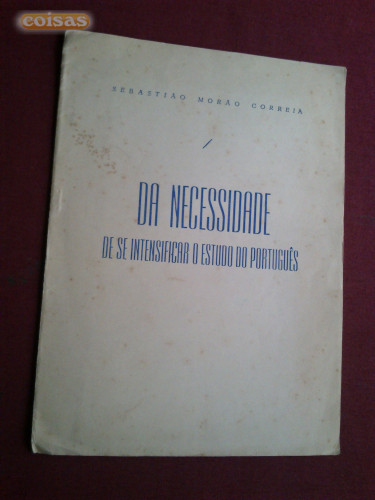 coisas
SEBASTIÃO MORÃO CORREIA
DA NECESSIDADE
DE SE INTENSIFICAR O ESTUDO DO PORTUGUÊS